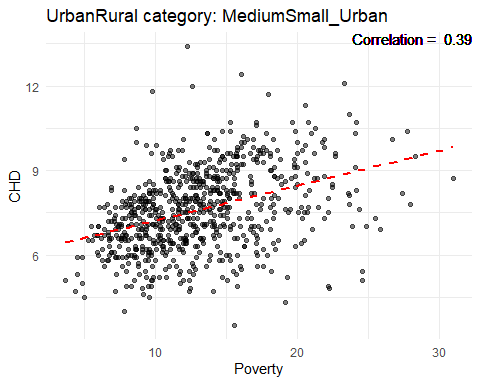 UrbanRural category: MediumSmall_Urban
Correlation = 0.39
12
9
6
CHD
10
20
30
Poverty